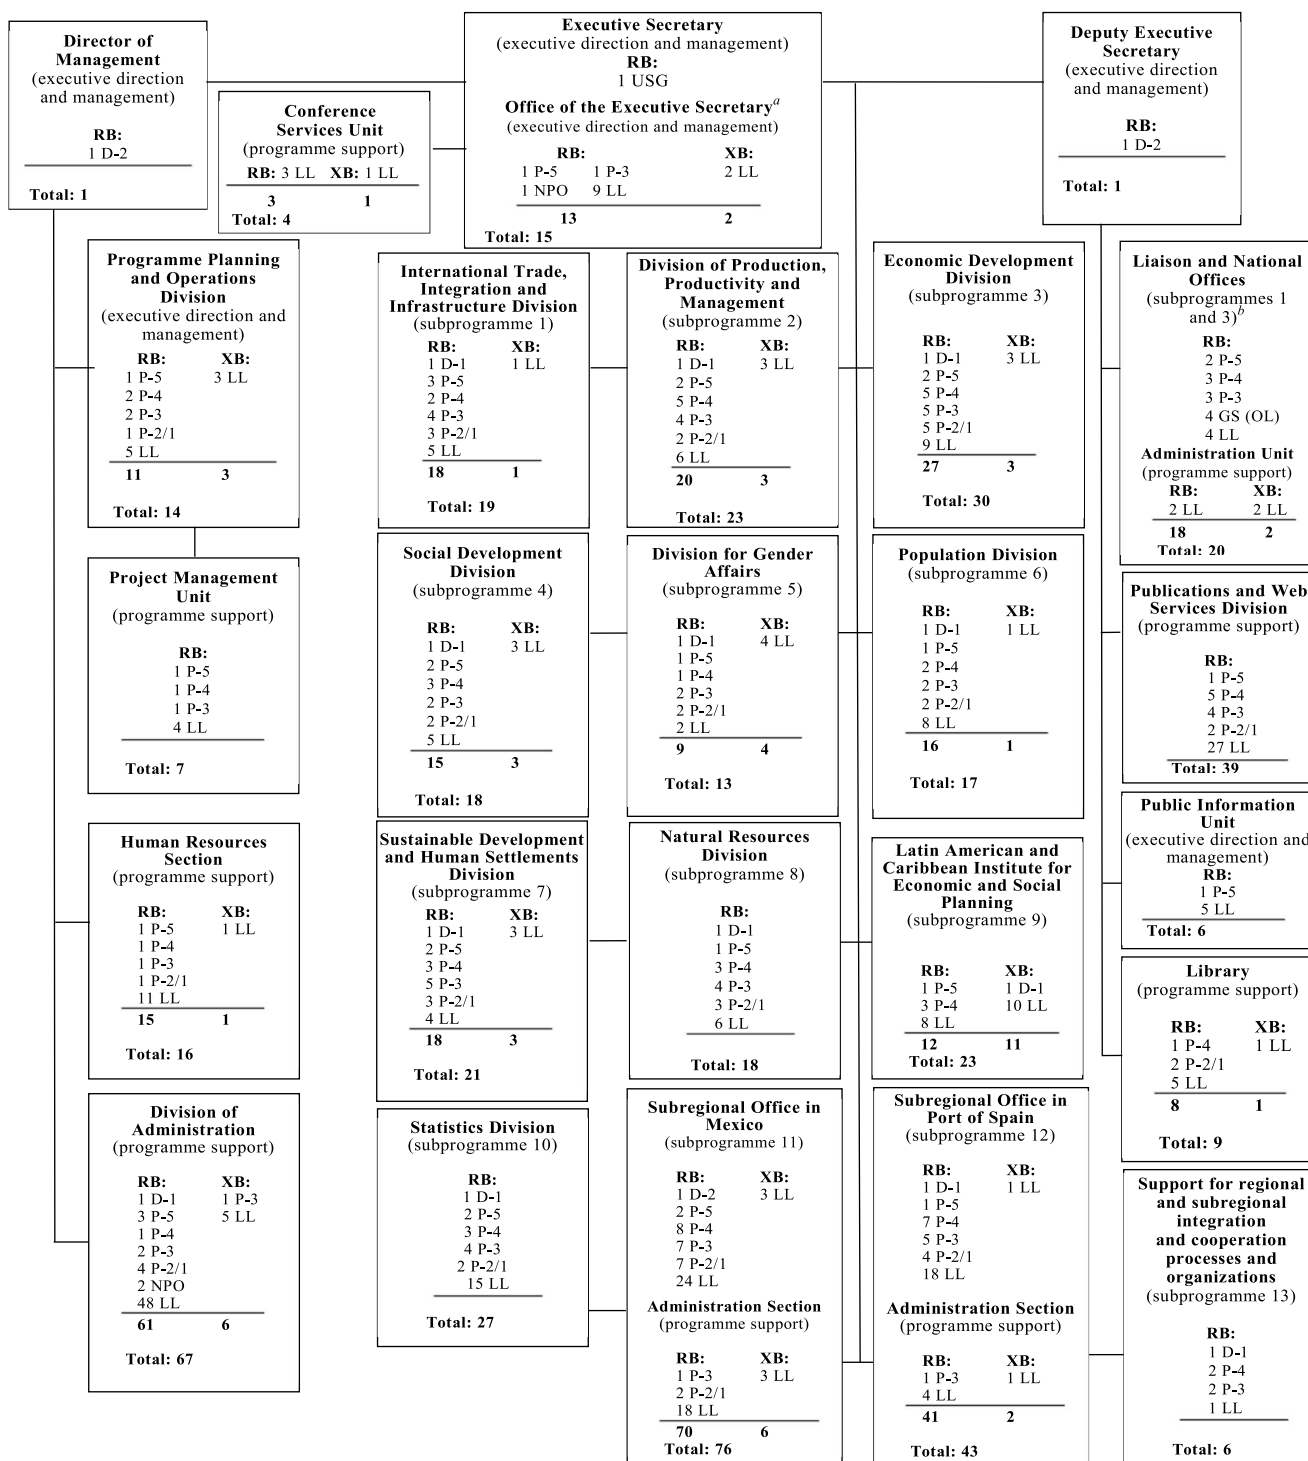 Director of
Management
(executive direction
and management)
RB:
1 D-2
Total: 1
Executive Secretary
(executive direction and management)
RB:
1 USG
Office of the Executive Secretaryᵃ
(executive direction and management)
RB: XB:
1 P-5 1 P-3 2 LL
1 NPO 9 LL
13 2
Total: 15
Deputy Executive
Secretary
(executive direction
and management)
RB:
1 D-2
Total: 1
Conference
Services Unit
(programme support)
RB: 3 LL XB: 1 LL
3 1
Total: 4
Programme Planning
and Operations
Division
(executive direction and
management)
RB: XB:
1 P-5 3 LL
2 P-4
2 P-3
1 P-2/1
5 LL
11 3
Total: 14
International Trade,
Integration and
Infrastructure Division
(subprogramme 1)
RB: XB:
1 D-1 1 LL
3 P-5
2 P-4
4 P-3
3 P-2/1
5 LL
18 1
Total: 19
Division of Production,
Productivity and
Management
(subprogramme 2)
RB: XB:
1 D-1 3 LL
2 P-5
5 P-4
4 P-3
2 P-2/1
6 LL
20 3
Total: 23
Economic Development
Division
(subprogramme 3)
RB: XB:
1 D-1 3 LL
2 P-5
5 P-4
5 P-3
5 P-2/1
9 LL
27 3
Total: 30
Liaison and National
Offices
(subprogrammes 1
and 3)ᵇ
RB:
2 P-5
3 P-4
3 P-3
4 GS (OL)
4 LL
Administration Unit
(programme support)
RB: XB:
2 LL 2 LL
18 2
Total: 20
Project Management
Unit
(programme support)
RB:
1 P-5
1 P-4
1 P-3
4 LL
Total: 7
Social Development
Division
(subprogramme 4)
RB: XB:
1 D-1 3 LL
2 P-5
3 P-4
2 P-3
2 P-2/1
5 LL
15 3
Total: 18
Division for Gender
Affairs
(subprogramme 5)
RB: XB:
1 D-1 4 LL
1 P-5
1 P-4
2 P-3
2 P-2/1
2 LL
9 4
Total: 13
Population Division
(subprogramme 6)
RB: XB:
1 D-1 1 LL
1 P-5
2 P-4
2 P-3
2 P-2/1
8 LL
16 1
Total: 17
Publications and Web
Services Division
(programme support)
RB:
1 P-5
5 P-4
4 P-3
2 P-2/1
27 LL
Total: 39
Human Resources
Section
(programme support)
RB: XB:
1 P-5 1 LL
1 P-4
1 P-3
1 P-2/1
11 LL
15 1
Total: 16
Sustainable Development
and Human Settlements
Division
(subprogramme 7)
RB: XB:
1 D-1 3 LL
2 P-5
3 P-4
5 P-3
3 P-2/1
4 LL
18 3
Total: 21
Natural Resources
Division
(subprogramme 8)
RB:
1 D-1
1 P-5
3 P-4
4 P-3
3 P-2/1
6 LL
Total: 18
Latin American and
Caribbean Institute for
Economic and Social
Planning
(subprogramme 9)
RB: XB:
1 P-5 1 D-1
3 P-4 10 LL
8 LL
12 11
Total: 23
Public Information
Unit
(executive direction and
management)
RB:
1 P-5
5 LL
Total: 6
Library
(programme support)
RB: XB:
1 P-4 1 LL
2 P-2/1
5 LL
8 1
Total: 9
Division of
Administration
(programme support)
RB: XB:
1 D-1 1 P-3
3 P-5 5 LL
1 P-4
2 P-3
4 P-2/1
2 NPO
48 LL
61 6
Total: 67
Statistics Division
(subprogramme 10)
RB:
1 D-1
2 P-5
3 P-4
4 P-3
2 P-2/1
15 LL
Total: 27
Subregional Office in
Mexico
(subprogramme 11)
RB: XB:
1 D-2 3 LL
2 P-5
8 P-4
7 P-3
7 P-2/1
24 LL
Administration Section
(programme support)
RB: XB:
1 P-3 3 LL
2 P-2/1
18 LL
70 6
Total: 76
Subregional Office in
Port of Spain
(subprogramme 12)
RB: XB:
1 D-1 1 LL
1 P-5
7 P-4
5 P-3
4 P-2/1
18 LL
Administration Section
(programme support)
RB: XB:
1 P-3 1 LL
4 LL
41 2
Total: 43
Support for regional
and subregional
integration
and cooperation
processes and
organizations
(subprogramme 13)
RB:
1 D-1
2 P-4
2 P-3
1 LL
Total: 6